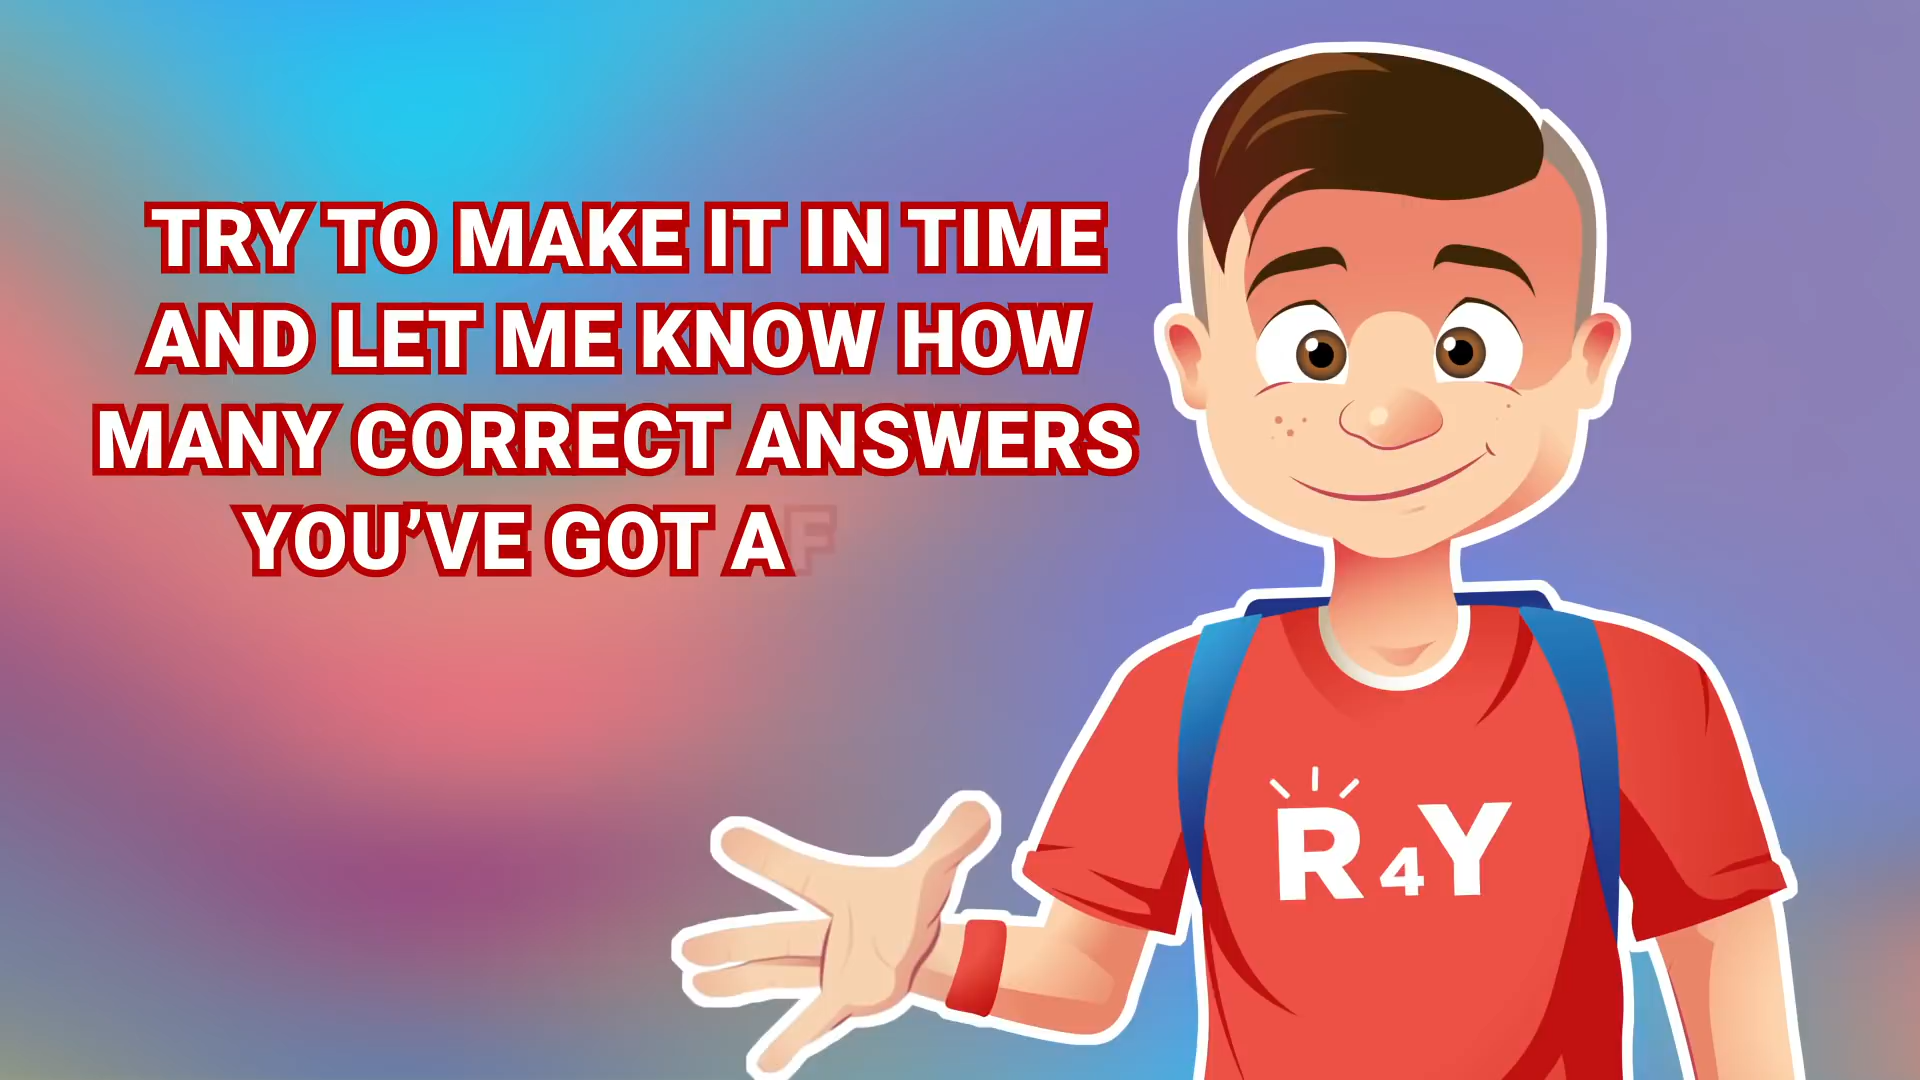 TRY TO MAKE IT IN TIME
AND LET ME KNOW HOW
MANY CORRECT ANSWERS
YOU’VE GOT A
R4Y